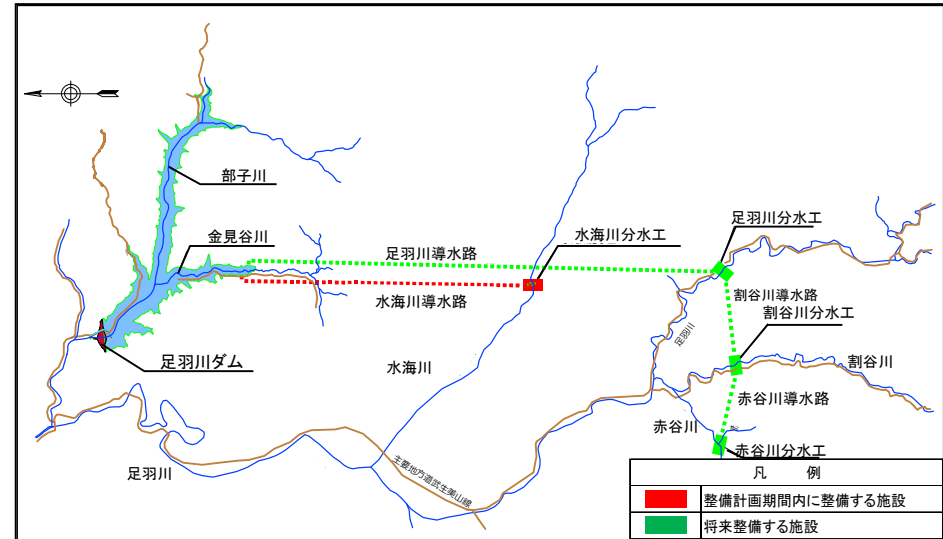 部子川
金見谷川
足羽川導水路
水海川分水工
足羽川分水工
水海川導水路
足羽川
割谷川導水路
割谷川分水工
足羽川ダム
水海川
割谷川
赤谷川導水路
赤谷川
赤谷川分水工
足羽川
主要地方道武生美山線
凡 例
整備計画期間内に整備する施設
将来整備する施設